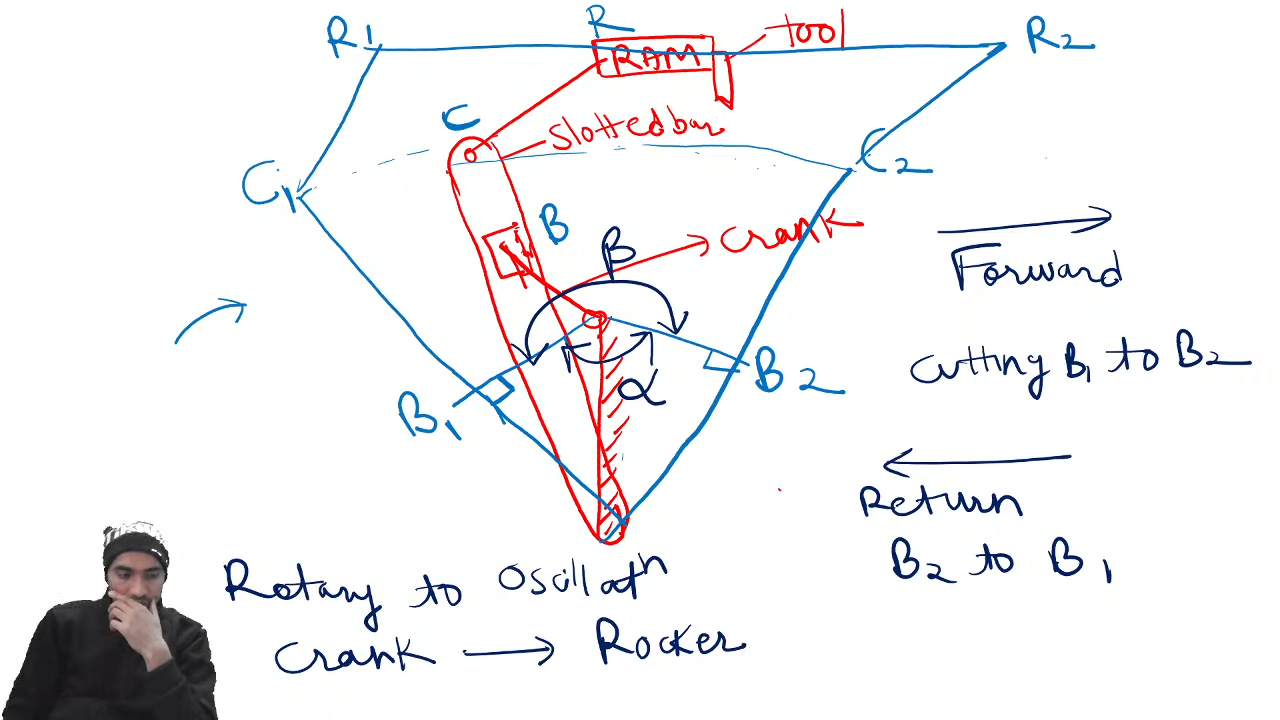 R1
R
R2
RAM
tool
C
slotted bar
C1
C2
B
β
crank
Forward
cutting B1 to B2
B1
α
B2
Return
B2 to B1
Rotary to Oscillatn
Crank → Rocker